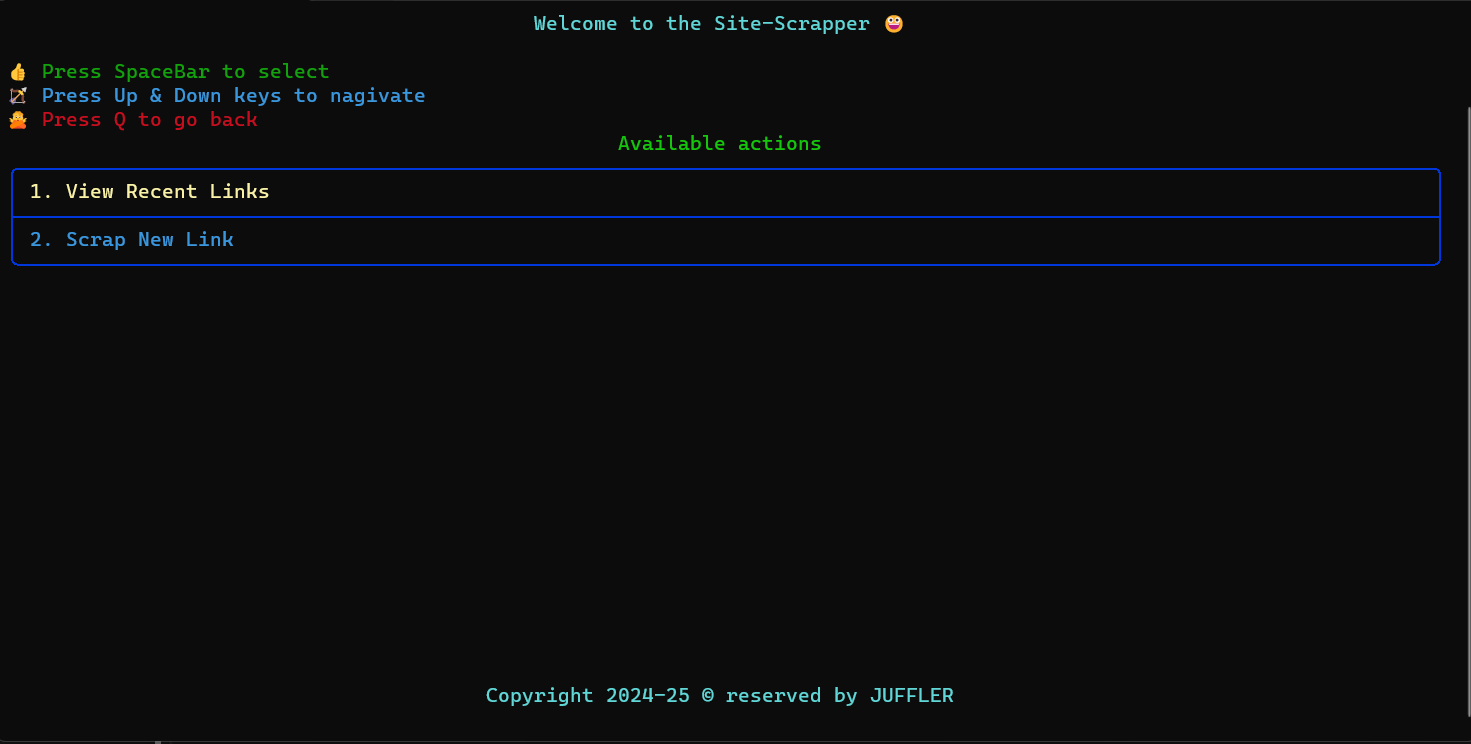 Welcome to the Site-Scrapper 😀
👍 Press SpaceBar to select
🏹 Press Up & Down keys to nagivate
🤷 Press Q to go back
Available actions
1. View Recent Links
2. Scrap New Link
Copyright 2024-25 © reserved by JUFFLER